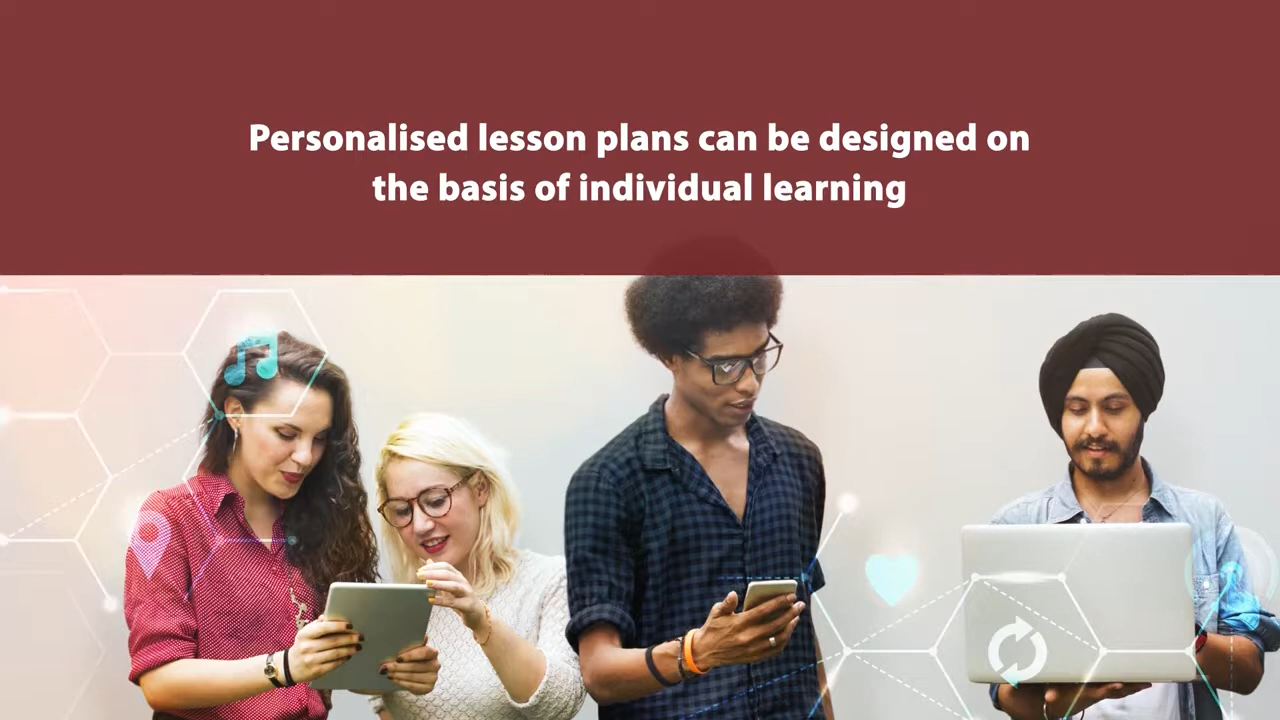 Personalised lesson plans can be designed on
the basis of individual learning